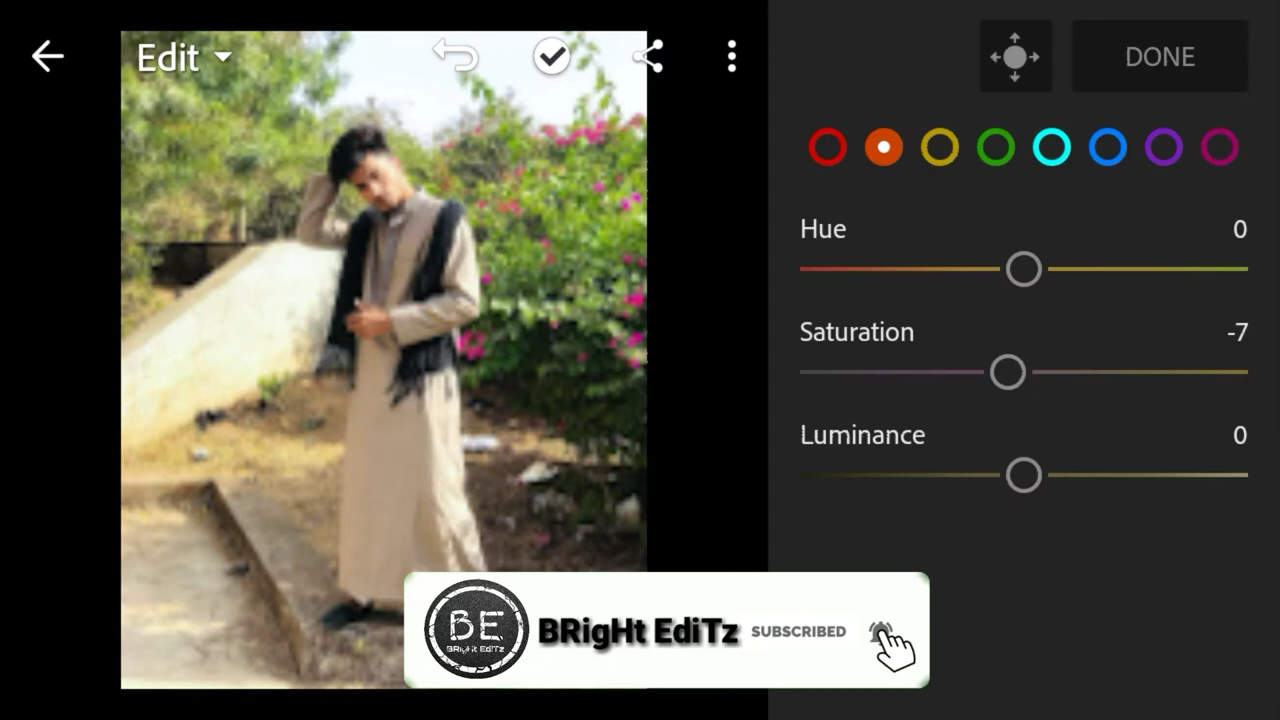 Edit
DONE
Hue 0
Saturation -7
Luminance 0
BE
BRigHt EdiTz
BRigHt EdiTz SUBSCRIBED